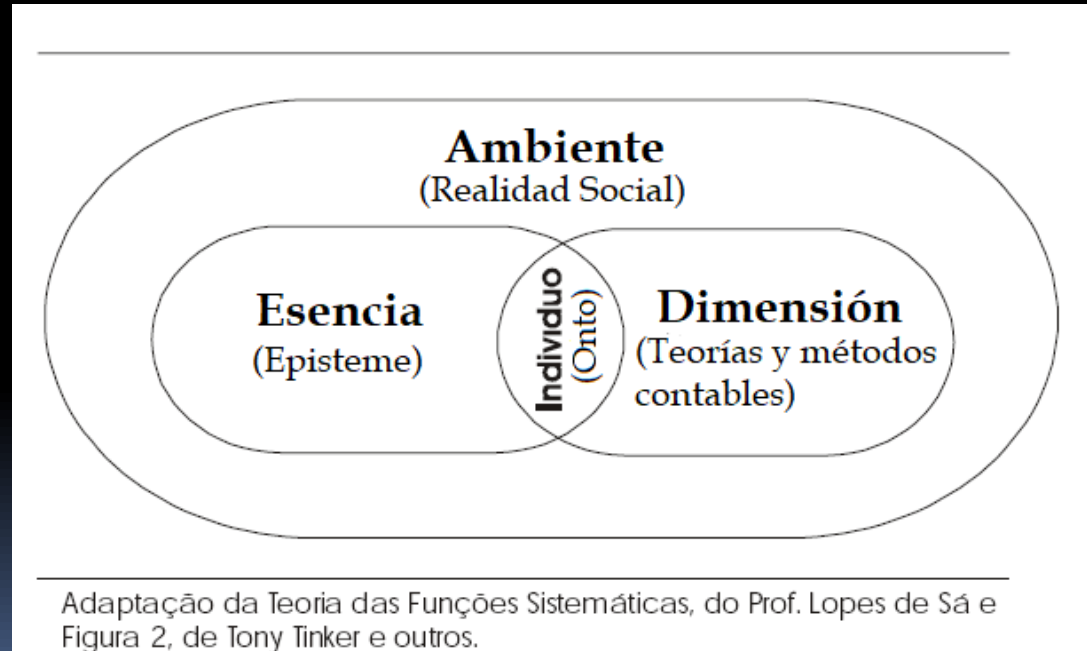 Ambiente
(Realidad Social)
Esencia
(Episteme)
Individuo
(Onto)
Dimensión
(Teorías y métodos
contables)
Adaptação da Teoria das Funções Sistemáticas, do Prof. Lopes de Sá e
Figura 2, de Tony Tinker e outros.